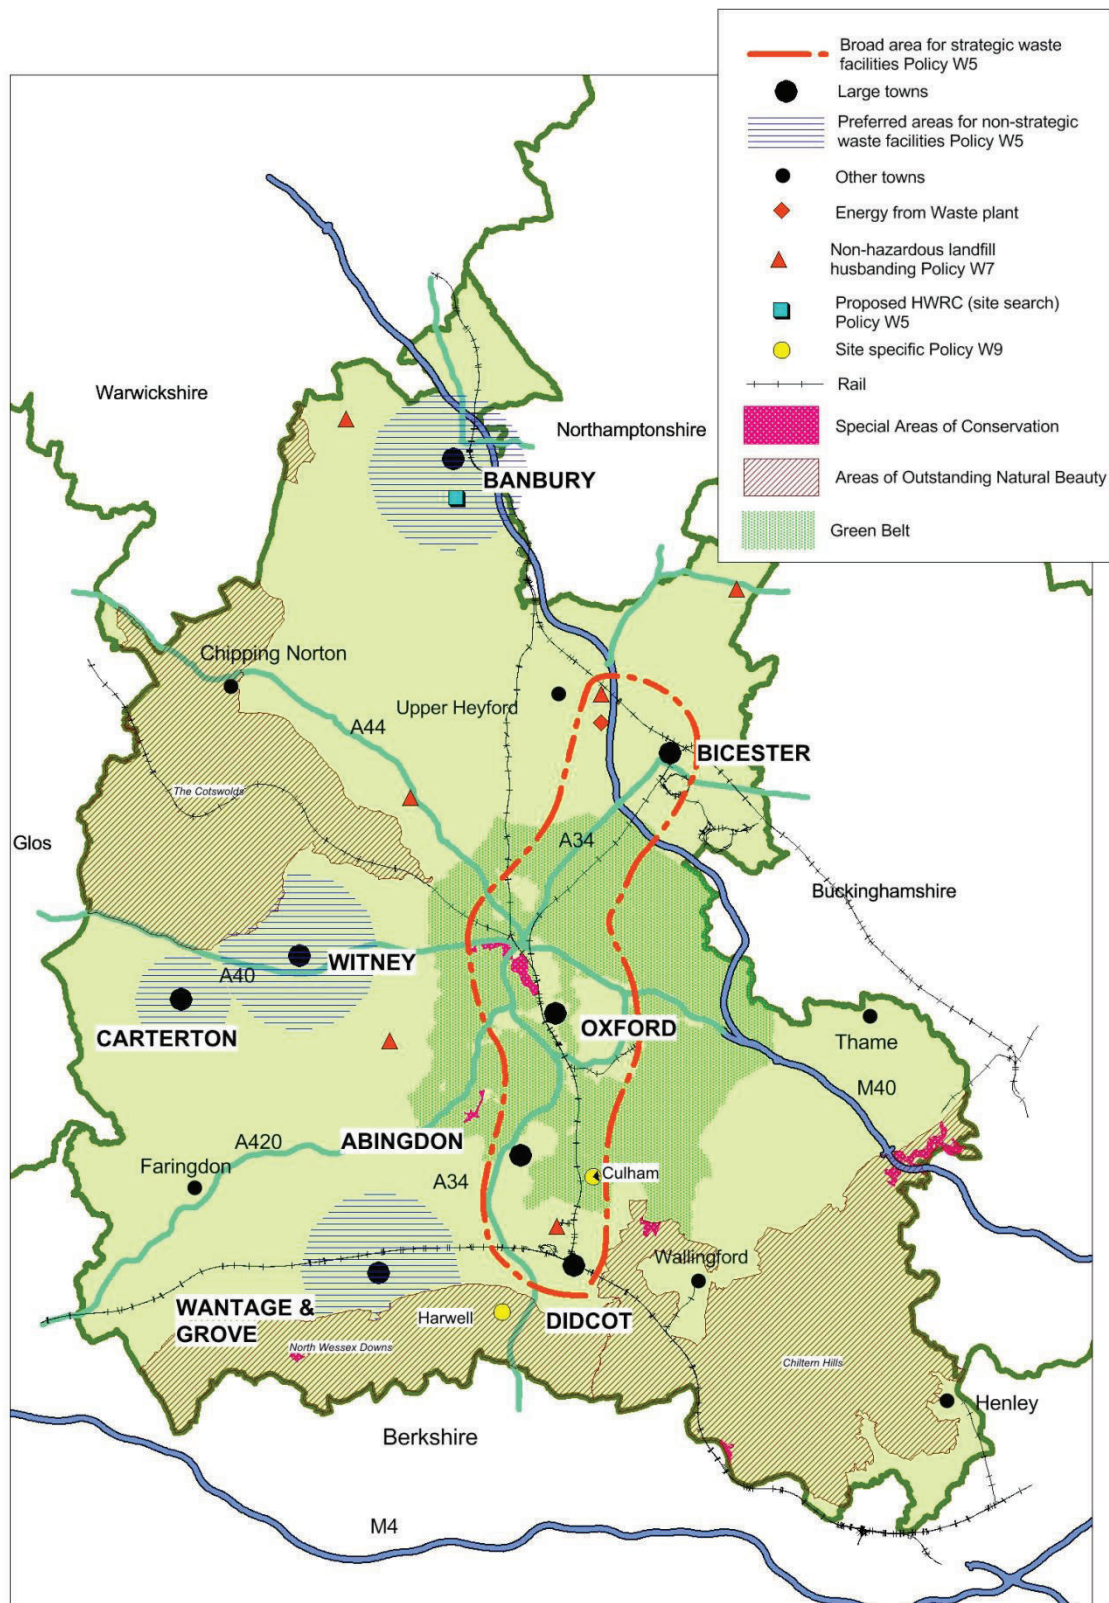 Broad area for strategic waste
facilities Policy W5
Large towns
Preferred areas for non-strategic
waste facilities Policy W5
Other towns
Energy from Waste plant
Non-hazardous landfill
husbanding Policy W7
Proposed HWRC (site search)
Policy W5
Site specific Policy W9
Rail
Special Areas of Conservation
Areas of Outstanding Natural Beauty
Green Belt
Warwickshire
Northamptonshire
BANBURY
Chipping Norton
Upper Heyford
A44
BICESTER
The Cotswolds
Glos
A34
Buckinghamshire
WITNEY
A40
CARTERTON
OXFORD
Thame
M40
ABINGDON
A420
Faringdon
A34
Culham
Wallingford
WANTAGE &
GROVE
Harwell
DIDCOT
North Wessex Downs
Chiltern Hills
Henley
Berkshire
M4